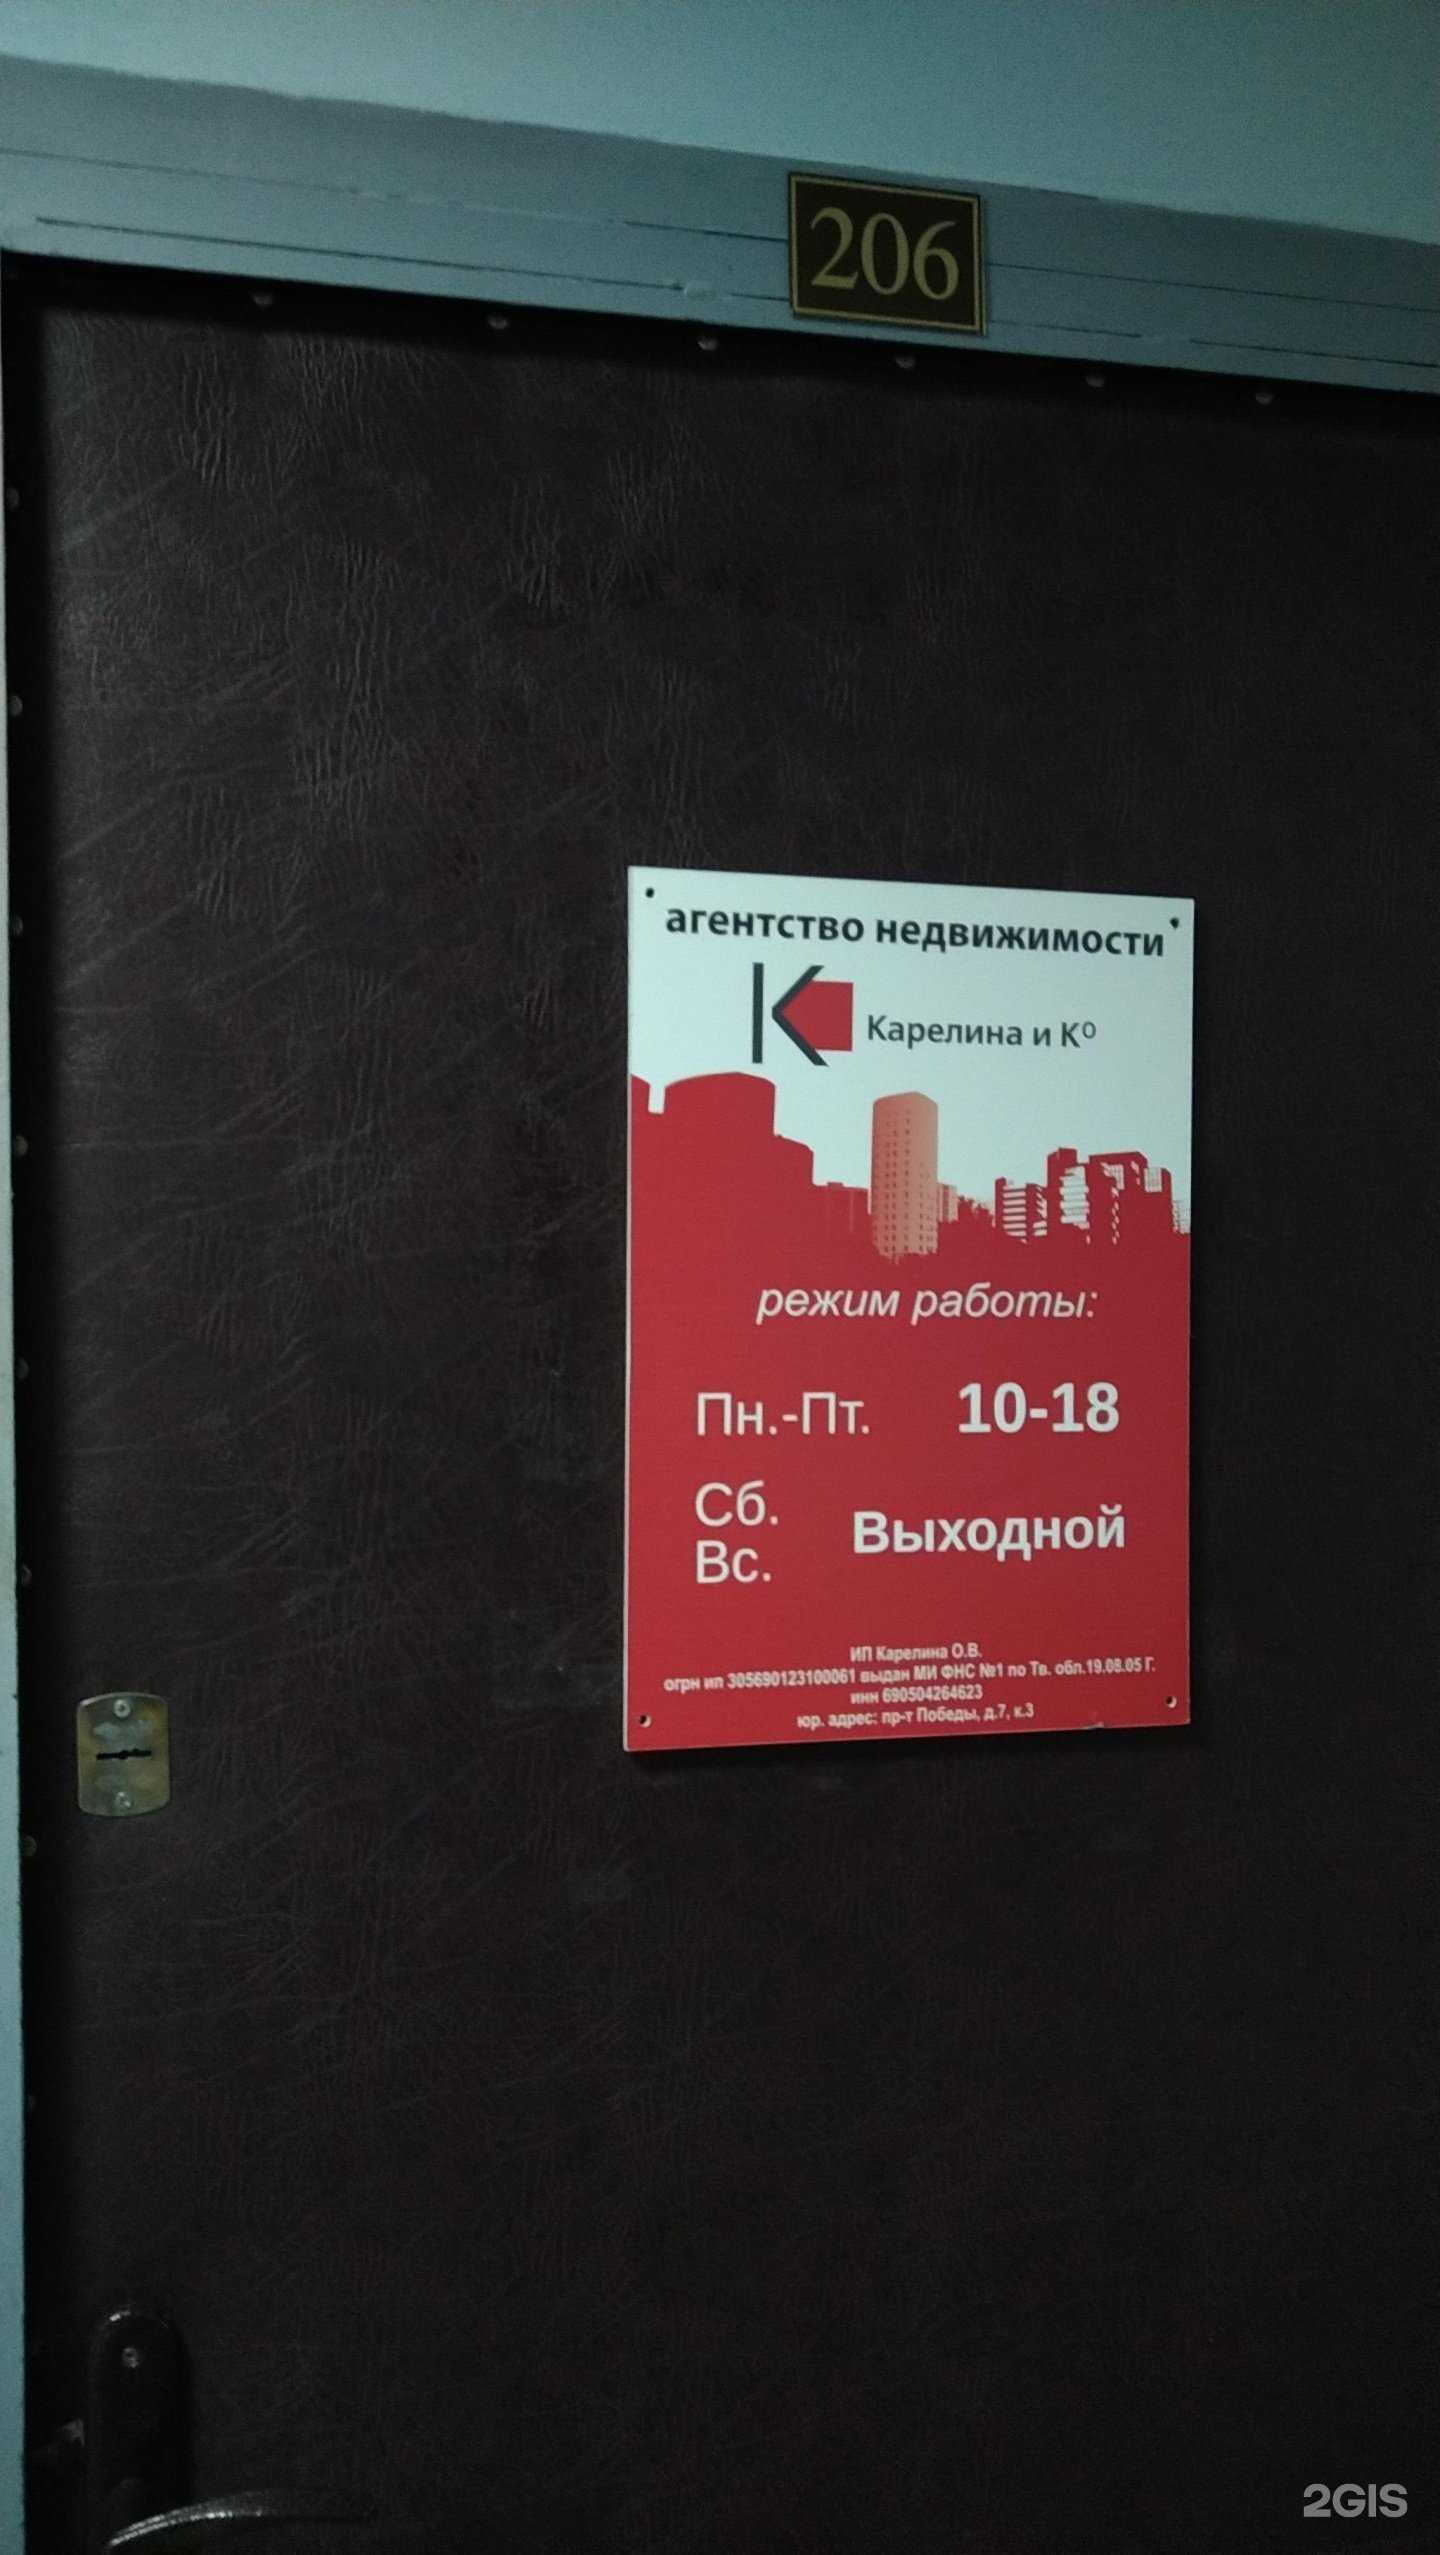 206
агентство недвижимости
К Карелина и Кº
режим работы:
Пн.-Пт. 10-18
Сб.
Вс. Выходной
ИП Карелина О.В.
огрн ип 305690123100061 выдан МИ ФНС №1 по Тв. обл.19.08.05 Г.
инн 690504264623
юр. адрес: пр-т Победы, д.7, к.3
2GIS